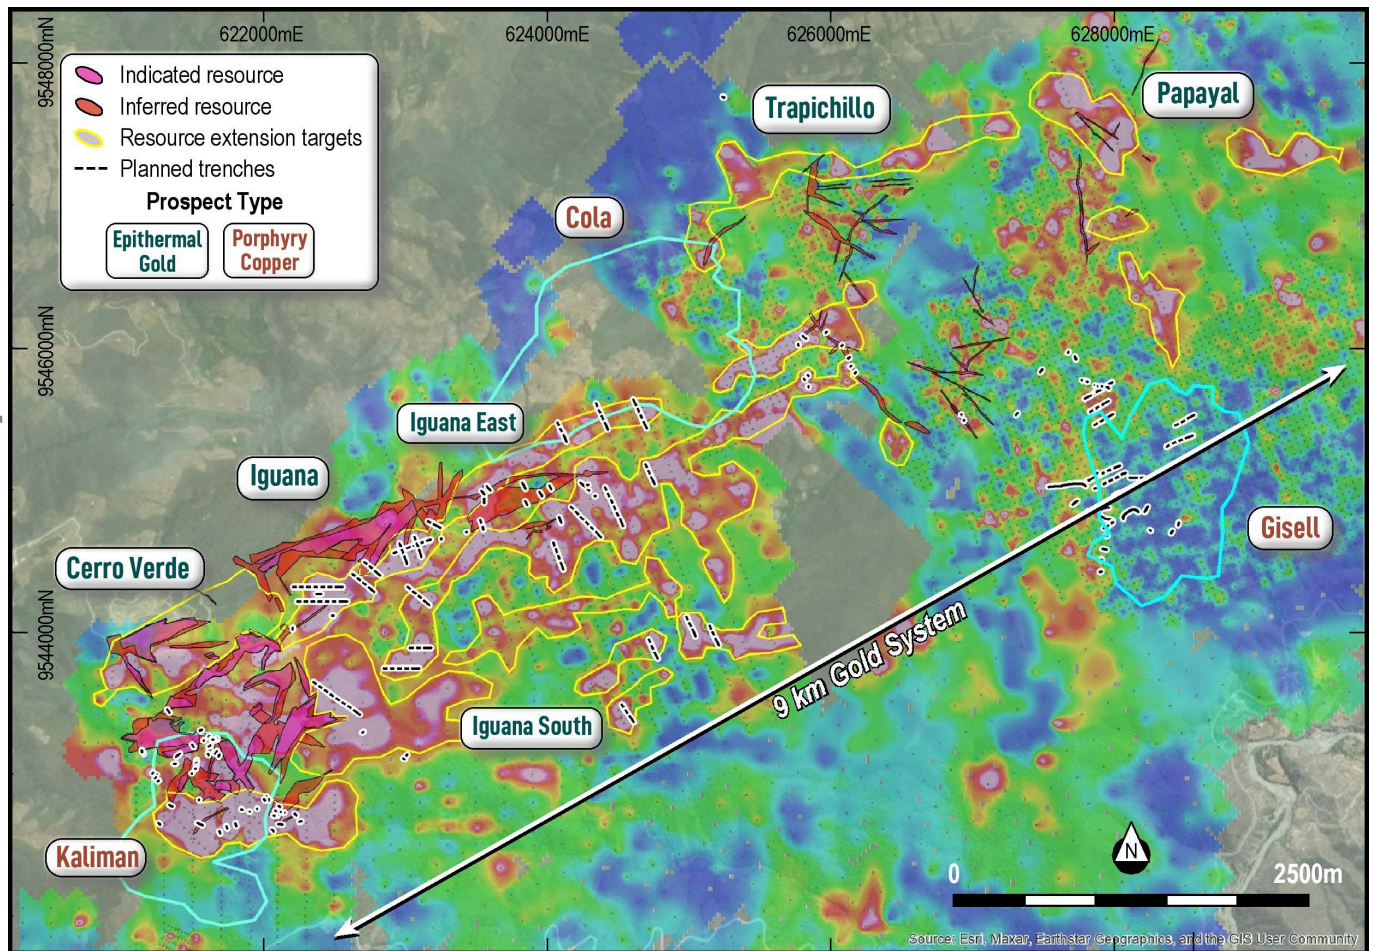 622000mE
624000mE
626000mE
628000mE
9548000mN
9546000mN
9544000mN
Indicated resource
Inferred resource
Resource extension targets
Planned trenches
Prospect Type
Epithermal
Gold
Porphyry
Copper
Trapichillo
Papayal
Cola
Iguana East
Iguana
Cerro Verde
Gisell
9 km Gold System
Iguana South
Kaliman
N
0
2500m
Source: Esri, Maxar, Earthstar Geographics, and the GIS User Community